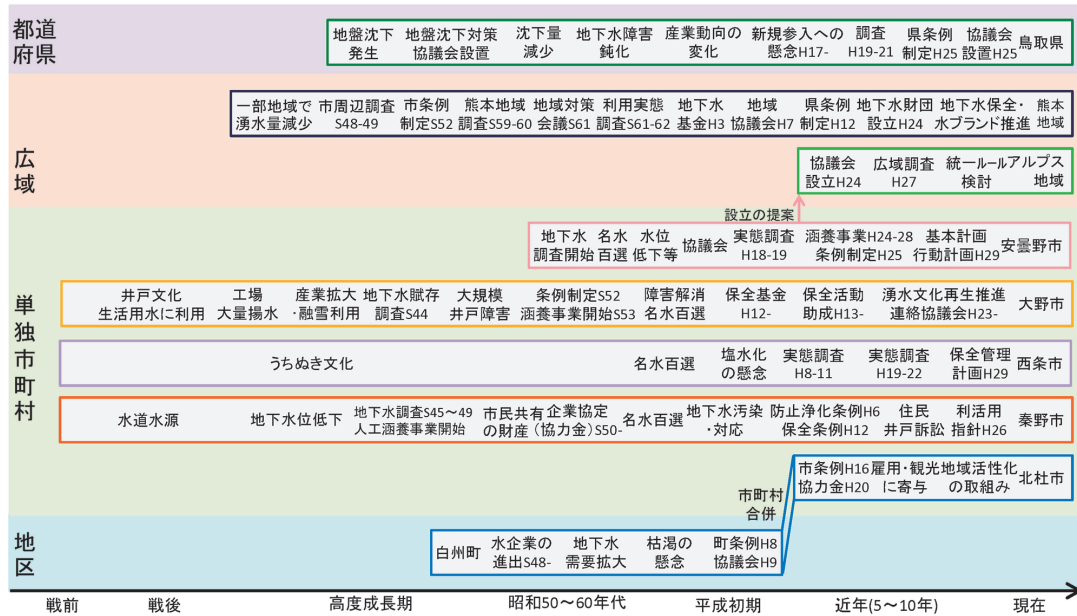 都道府県
地盤沈下 地盤沈下対策 沈下量 地下水障害 産業動向の 新規参入への 調査 県条例 協議会 鳥取県
発生 協議会設置 減少 鈍化 変化 懸念H17- H19-21 制定H25 設置H25
広域
一部地域で 市周辺調査 市条例 熊本地域 地域対策 利用実態 地下水 地域 県条例 地下水財団 地下水保全・ 熊本
湧水量減少 S48-49 制定S52 調査S59-60 会議S61 調査S61-62 基金H3 協議会H7 制定H12 設立H24 水ブランド推進 地域
協議会 広域調査 統一ルール アルプス
設立H24 H27 検討 地域
設立の提案
単独市町村
地下水 名水 水位 協議会 実態調査 涵養事業H24-28 基本計画 安曇野市
調査開始 百選 低下等 H18-19 条例制定H25 行動計画H29
井戸文化 工場 産業拡大 地下水賦存 大規模 条例制定S52 障害解消 保全基金 保全活動 湧水文化再生推進 大野市
生活用水に利用 大量揚水 ・融雪利用 調査S44 井戸障害 涵養事業開始S53 名水百選 H12- 助成H13- 連絡協議会H23-
うちぬき文化 名水百選 塩水化 実態調査 実態調査 保全管理 西条市
の懸念 H8-11 H19-22 計画H29
水道水源 地下水位低下 地下水調査S45～49 市民共有 企業協定 名水百選 地下水汚染 防止浄化条例H6 住民 利活用 秦野市
人工涵養事業開始 の財産 （協力金）S50- ・対応 保全条例H12 井戸訴訟 指針H26
市条例H16 雇用・観光 地域活性化 北杜市
協力金H20 に寄与 の取組み
市町村
合併
地区
白州町 水企業の 地下水 枯渇の 町条例H8
進出S48- 需要拡大 懸念 協議会H9
戦前 戦後 高度成長期 昭和50～60年代 平成初期 近年(5～10年) 現在